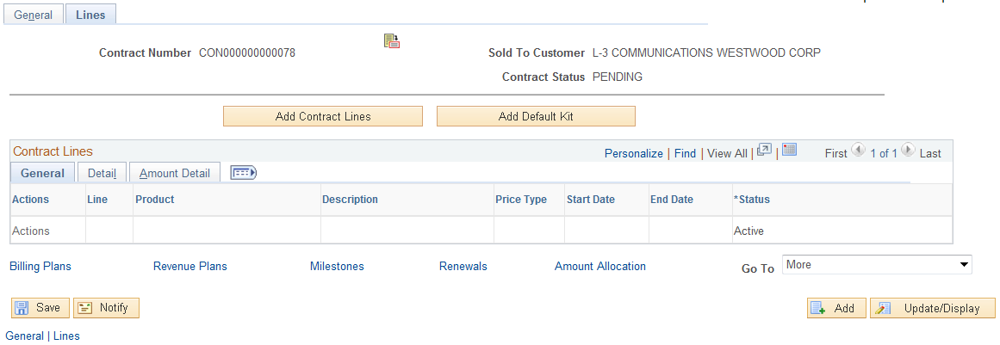 General Lines
Contract Number CON000000000078 Sold To Customer L-3 COMMUNICATIONS WESTWOOD CORP
Contract Status PENDING
Add Contract Lines Add Default Kit
Contract Lines Personalize | Find | View All | | First 1 of 1 Last
General Detail Amount Detail
Actions Line Product Description Price Type Start Date End Date *Status
Actions Active
Billing Plans Revenue Plans Milestones Renewals Amount Allocation Go To More
Save Notify Add Update/Display
General | Lines